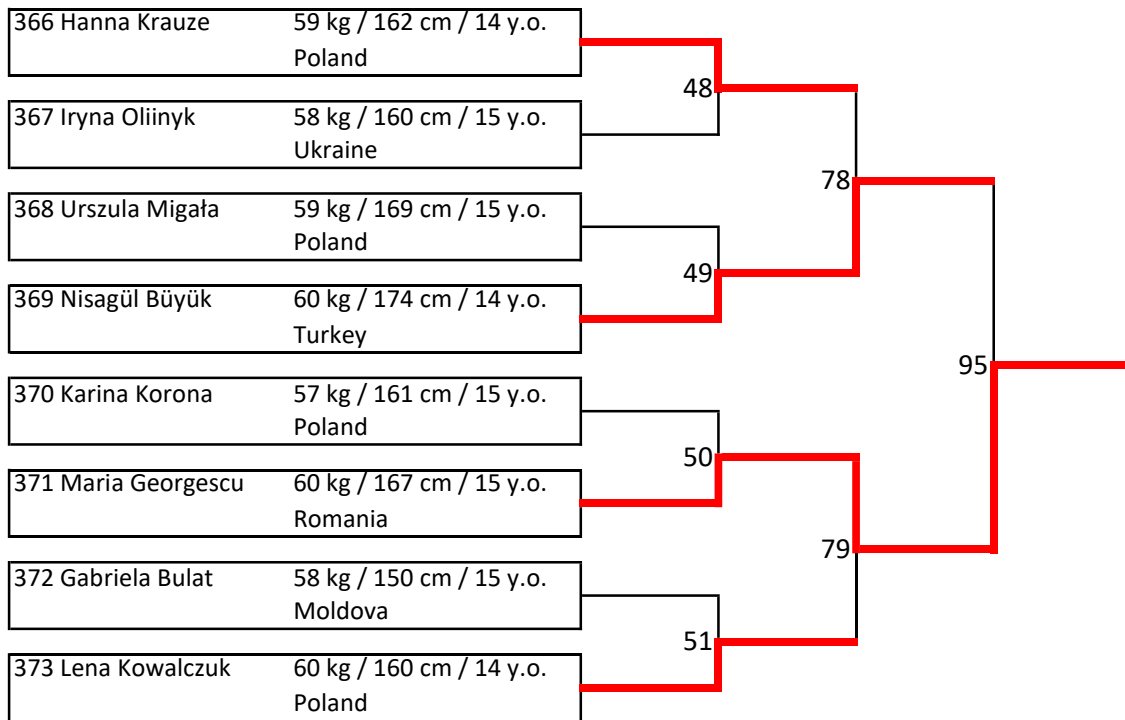 366 Hanna Krauze 59 kg / 162 cm / 14 y.o.
Poland
48
367 Iryna Oliinyk 58 kg / 160 cm / 15 y.o.
Ukraine
78
368 Urszula Migała 59 kg / 169 cm / 15 y.o.
Poland
49
369 Nisagül Büyük 60 kg / 174 cm / 14 y.o.
Turkey
95
370 Karina Korona 57 kg / 161 cm / 15 y.o.
Poland
50
371 Maria Georgescu 60 kg / 167 cm / 15 y.o.
Romania
79
372 Gabriela Bulat 58 kg / 150 cm / 15 y.o.
Moldova
51
373 Lena Kowalczuk 60 kg / 160 cm / 14 y.o.
Poland